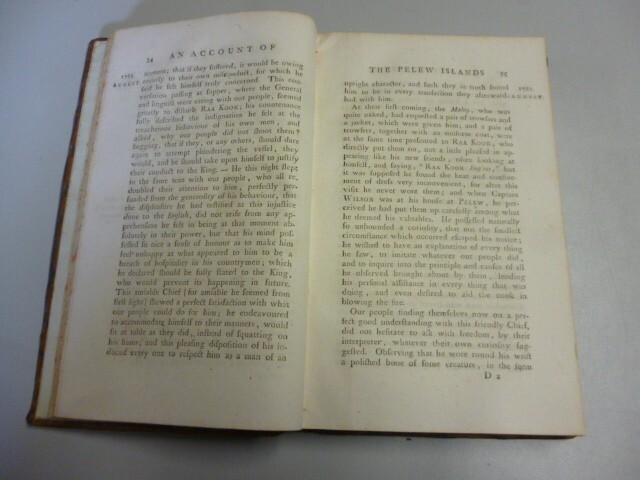 34 AN ACCOUNT OF
1783.
AUGUST.
ment; that if they suffered, it would be owing
entirely to their own misconduct, for which he
said he felt himself truly concerned. This con-
versation passing at supper, where the General
and linguist were eating with our people, seemed
greatly to disturb RAA KOOK; his countenance
fully described the indignation he felt at the
treacherous behaviour of his own men, and
asked, why our people did not shoot them?
begging, that if they, or any others, should dare
again to attempt plundering the vessel, they
would, and he should take upon himself to justify
their conduct to the King.—He this night slept
in the same tent with our people, who all re-
doubled their attention to him, perfectly per-
suaded from the generosity of his behaviour, that
the displeasure he had testified at this injustice
done to the English, did not arise from any ap-
prehensions he felt in being at that moment ab-
solutely in their power, but that his mind pos-
sessed so nice a sense of honour as to make him
feel unhappy at what appeared to him to be a
breach of hospitality in his countrymen; which
he declared should be fully stated to the King,
who would prevent its happening in future.
This amiable Chief (for amiable he seemed from
first sight) shewed a perfect satisfaction with what
our people could do for him; he endeavoured
to accommodate himself to their manners, would
sit at table as they did, instead of squatting on
his hams; and this pleasing disposition of his in-
duced every one to respect him as a man of an
THE PELEW ISLANDS 35
1783.
AUGUST.
upright character, and such they in fact found
him to be in every transaction they afterward
had with him.
At their first coming, the Malay, who was
quite naked, had requested a pair of trowsers and
a jacket, which were given him; and a pair of
trowsers, together with an uniform coat, were
at the same time presented to RAA KOOK, who
directly put them on, not a little pleased in ap-
pearing like his new friends, often looking at
himself, and saying, "RAA KOOK Englees;" but
it was supposed he found the heat and confine-
ment of dress very inconvenient, for after this
visit he never wore them; and when Captain
WILSON was at his house at PELEW, he per-
ceived he had put them up carefully among what
he deemed his valuables. He possessed naturally
so unbounded a curiosity, that not the smallest
circumstance which occurred escaped his notice;
he wished to have an explanation of every thing
he saw, to imitate whatever our people did,
and to inquire into the principle and causes of all
he observed brought about by them, lending
his personal assistance in every thing that was
doing, and even desired to aid the cook in
blowing the fire.
Our people finding themselves now on a per-
fect good understanding with this friendly Chief,
did not hesitate to ask with freedom, by their
interpreter, whatever their own curiosity sug-
gested. Observing that he wore round his wrist
a polished bone of some creature, in the form
D 2